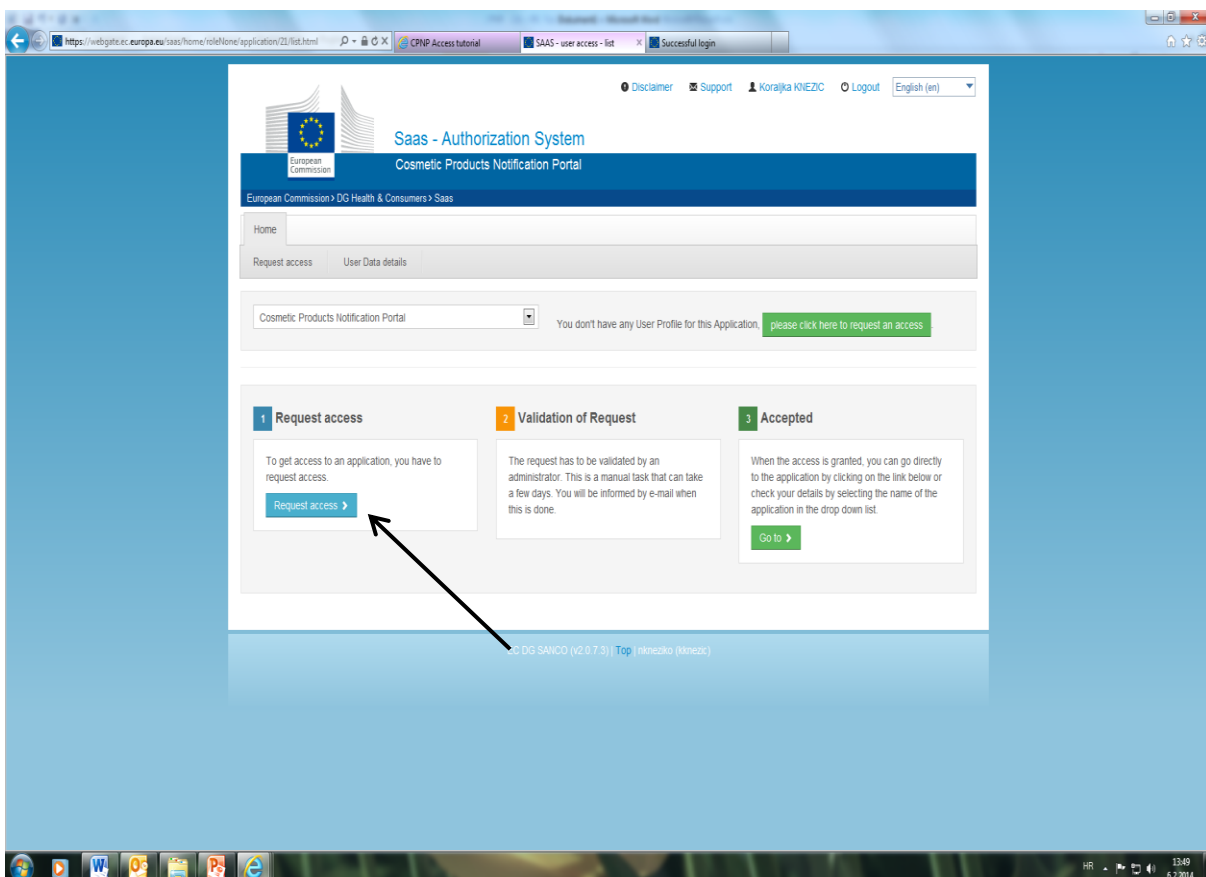 https://webgate.ec.europa.eu/saas/home/roleNone/application/21/list.html
CPNP Access tutorial
SAAS - user access - list
Successful login
Disclaimer Support Koraljka KNEZIC Logout English (en)
European Commission
Saas - Authorization System
Cosmetic Products Notification Portal
European Commission > DG Health & Consumers > Saas
Home
Request access User Data details
Cosmetic Products Notification Portal
You don't have any User Profile for this Application, please click here to request an access .
1 Request access
To get access to an application, you have to
request access.
Request access
2 Validation of Request
The request has to be validated by an
administrator. This is a manual task that can take
a few days. You will be informed by e-mail when
this is done.
3 Accepted
When the access is granted, you can go directly
to the application by clicking on the link below or
check your details by selecting the name of the
application in the drop down list.
Go to
EC DG SANCO (v2.0.7.3) | Top | nkneziko (kknezic)
HR
13:49
6.2.2014